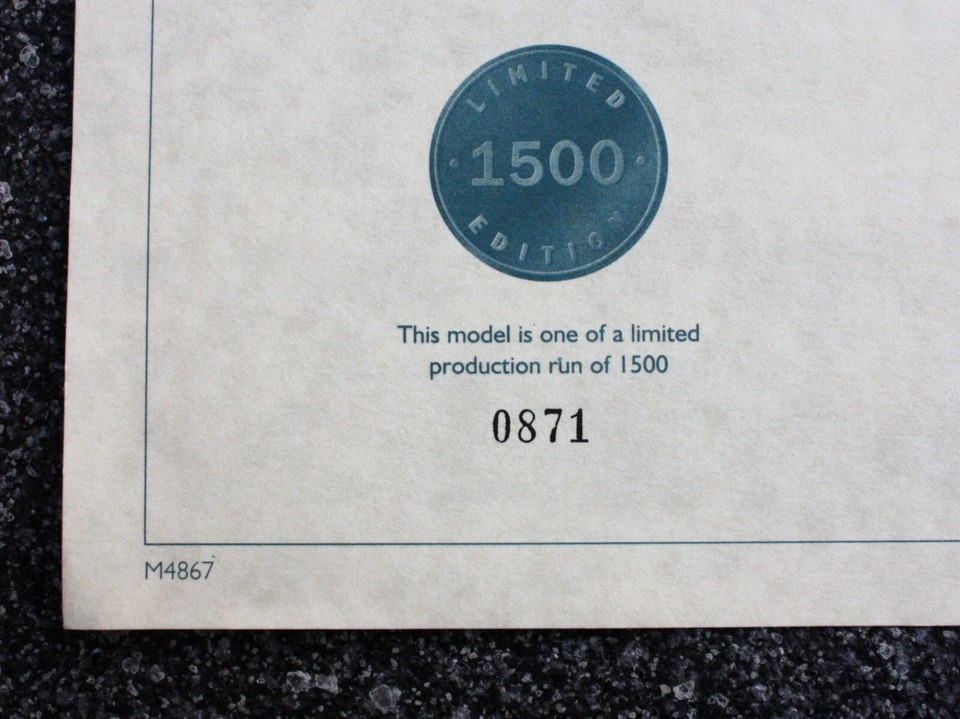 LIMITED
· 1500 ·
EDITION
This model is one of a limited
production run of 1500
0871
M4867